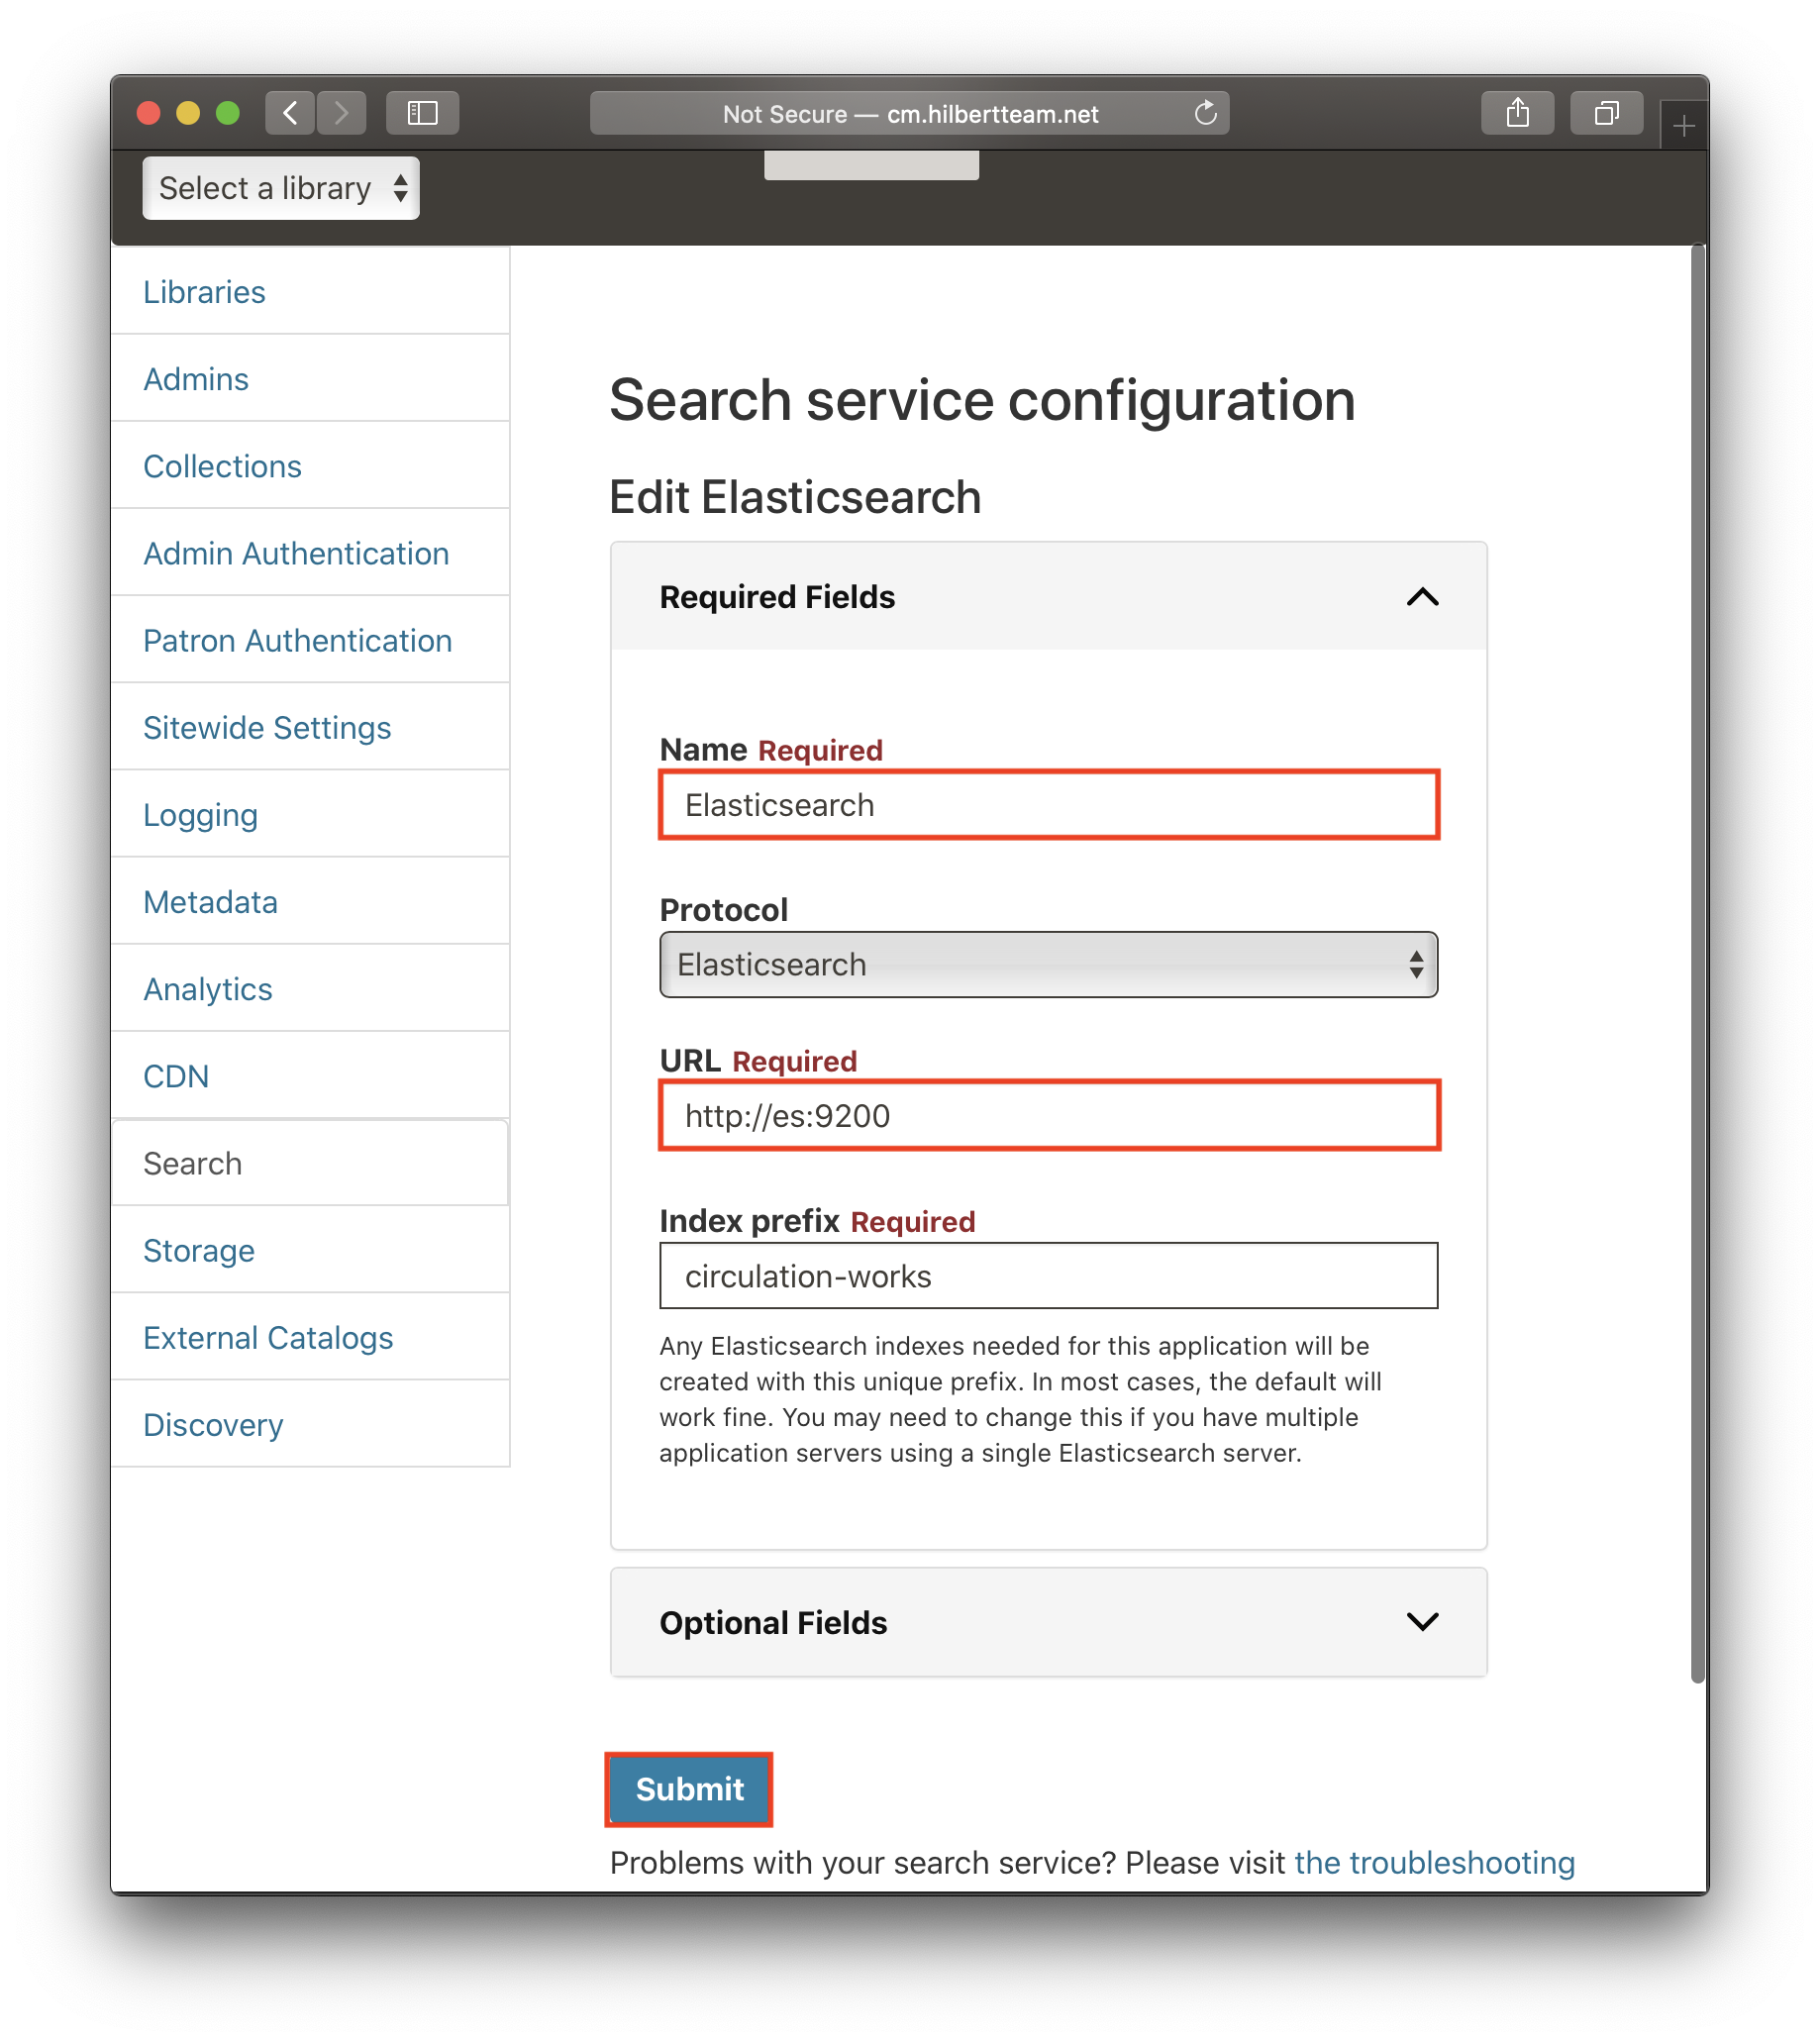 Not Secure — cm.hilbertteam.net
Select a library
Libraries
Admins
Collections
Admin Authentication
Patron Authentication
Sitewide Settings
Logging
Metadata
Analytics
CDN
Search
Storage
External Catalogs
Discovery
Search service configuration
Edit Elasticsearch
Required Fields
Name Required
Elasticsearch
Protocol
Elasticsearch
URL Required
http://es:9200
Index prefix Required
circulation-works
Any Elasticsearch indexes needed for this application will be
created with this unique prefix. In most cases, the default will
work fine. You may need to change this if you have multiple
application servers using a single Elasticsearch server.
Optional Fields
Submit
Problems with your search service? Please visit the troubleshooting